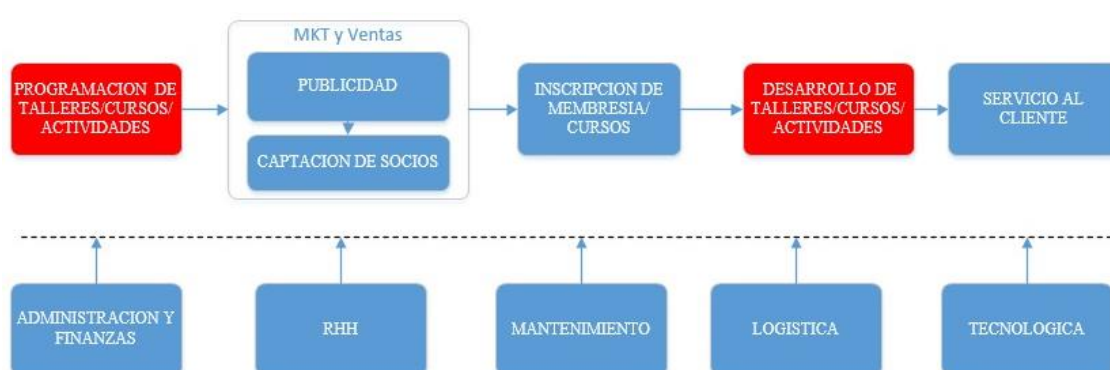 MKT y Ventas
PROGRAMACION DE
TALLERES/CURSOS/
ACTIVIDADES
PUBLICIDAD
CAPTACION DE SOCIOS
INSCRIPCION DE
MEMBRESIA/
CURSOS
DESARROLLO DE
TALLERES/CURSOS/
ACTIVIDADES
SERVICIO AL
CLIENTE
ADMINISTRACION Y
FINANZAS
RHH
MANTENIMIENTO
LOGISTICA
TECNOLOGICA